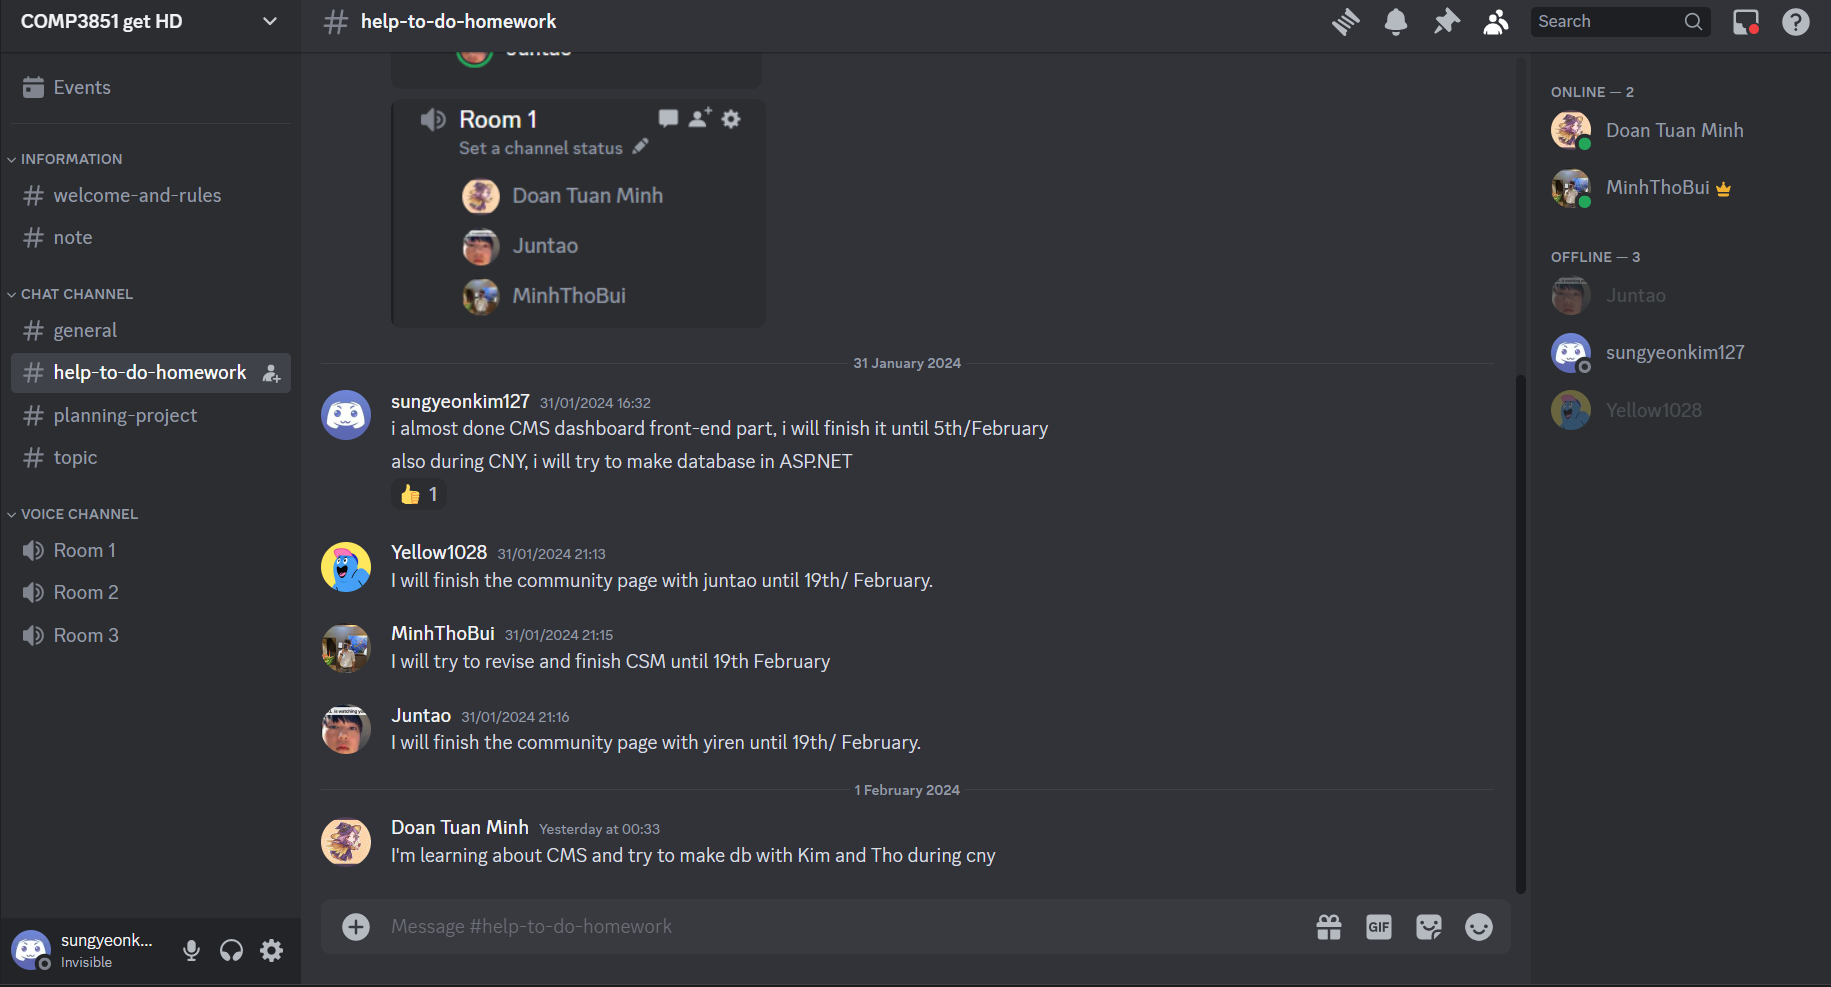 COMP3851 get HD
Events
INFORMATION
welcome-and-rules
note
CHAT CHANNEL
general
help-to-do-homework
planning-project
topic
VOICE CHANNEL
Room 1
Room 2
Room 3
sungyeonk...
Invisible
help-to-do-homework
Search
Juntao
Room 1
Set a channel status
Doan Tuan Minh
Juntao
MinhThoBui
31 January 2024
sungyeonkim127 31/01/2024 16:32
i almost done CMS dashboard front-end part, i will finish it until 5th/February
also during CNY, i will try to make database in ASP.NET
👍 1
Yellow1028 31/01/2024 21:13
I will finish the community page with juntao until 19th/ February.
MinhThoBui 31/01/2024 21:15
I will try to revise and finish CSM until 19th February
Juntao 31/01/2024 21:16
I will finish the community page with yiren until 19th/ February.
1 February 2024
Doan Tuan Minh Yesterday at 00:33
I'm learning about CMS and try to make db with Kim and Tho during cny
Message #help-to-do-homework
GIF
ONLINE — 2
Doan Tuan Minh
MinhThoBui
OFFLINE — 3
Juntao
sungyeonkim127
Yellow1028